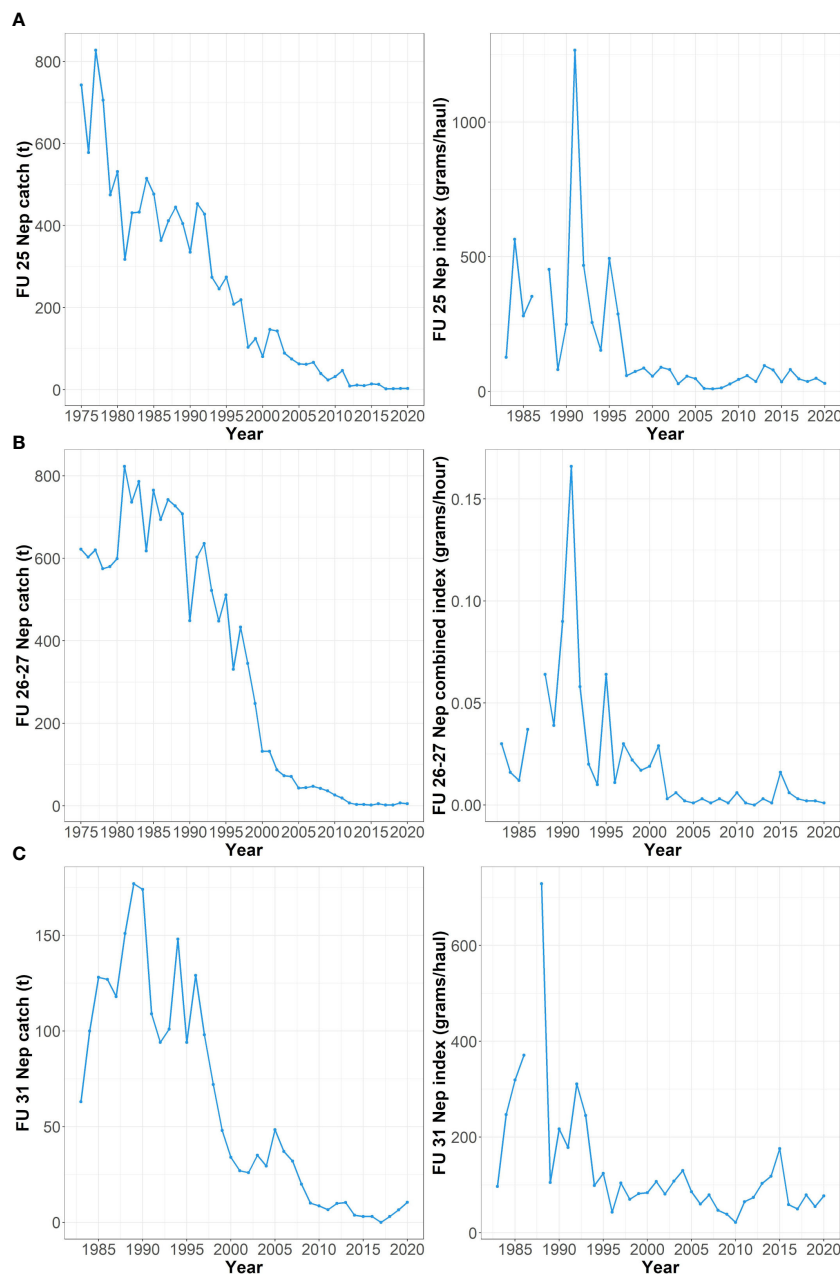 A
FU 25 Nep catch (t)
800
600
400
200
0
1975 1980 1985 1990 1995 2000 2005 2010 2015 2020
Year
FU 25 Nep index (grams/haul)
1000
500
0
1985 1990 1995 2000 2005 2010 2015 2020
Year
B
FU 26-27 Nep catch (t)
800
600
400
200
0
1975 1980 1985 1990 1995 2000 2005 2010 2015 2020
Year
FU 26-27 Nep combined index (grams/hour)
0.15
0.10
0.05
0.00
1985 1990 1995 2000 2005 2010 2015 2020
Year
C
FU 31 Nep catch (t)
150
100
50
0
1985 1990 1995 2000 2005 2010 2015 2020
Year
FU 31 Nep index (grams/haul)
600
400
200
0
1985 1990 1995 2000 2005 2010 2015 2020
Year